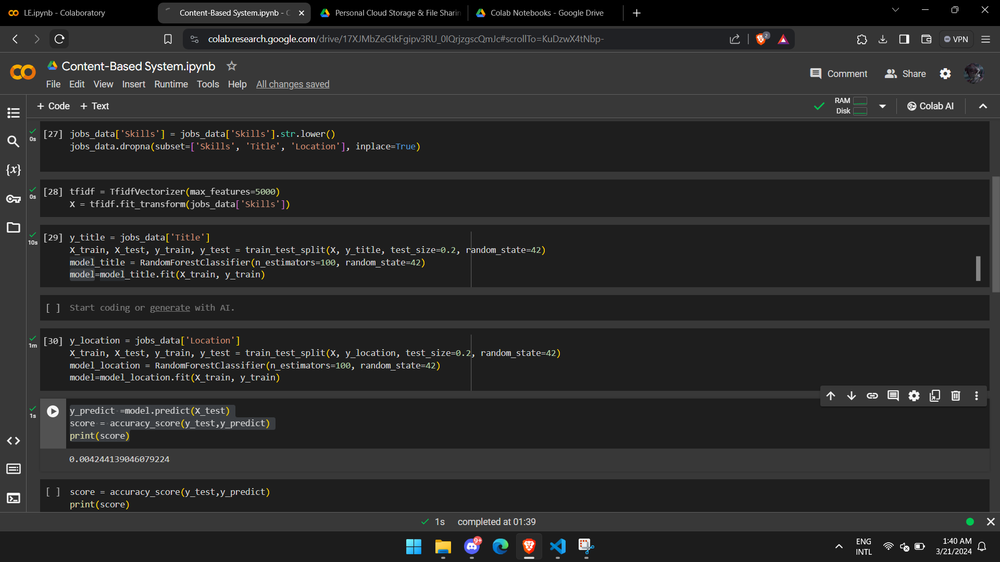 LE.ipynb - Colaboratory
Content-Based System.ipynb - C
Personal Cloud Storage & File Sharin
Colab Notebooks - Google Drive
colab.research.google.com/drive/17XJMbZeGtkFgipv3RU_0IQrjzgscQmJc#scrollTo=KuDzwX4tNbp-
2
VPN
Content-Based System.ipynb
File Edit View Insert Runtime Tools Help All changes saved
Comment
Share
+ Code + Text
RAM
Disk
Colab AI
0s
[27] jobs_data['Skills'] = jobs_data['Skills'].str.lower()
jobs_data.dropna(subset=['Skills', 'Title', 'Location'], inplace=True)
0s
[28] tfidf = TfidfVectorizer(max_features=5000)
X = tfidf.fit_transform(jobs_data['Skills'])
10s
[29] y_title = jobs_data['Title']
X_train, X_test, y_train, y_test = train_test_split(X, y_title, test_size=0.2, random_state=42)
model_title = RandomForestClassifier(n_estimators=100, random_state=42)
model=model_title.fit(X_train, y_train)
[ ] Start coding or generate with AI.
1m
[30] y_location = jobs_data['Location']
X_train, X_test, y_train, y_test = train_test_split(X, y_location, test_size=0.2, random_state=42)
model_location = RandomForestClassifier(n_estimators=100, random_state=42)
model=model_location.fit(X_train, y_train)
1s
y_predict =model.predict(X_test)
score = accuracy_score(y_test,y_predict)
print(score)
0.004244139046079224
[ ] score = accuracy_score(y_test,y_predict)
print(score)
1s completed at 01:39
9+
ENG
INTL
1:40 AM
3/21/2024